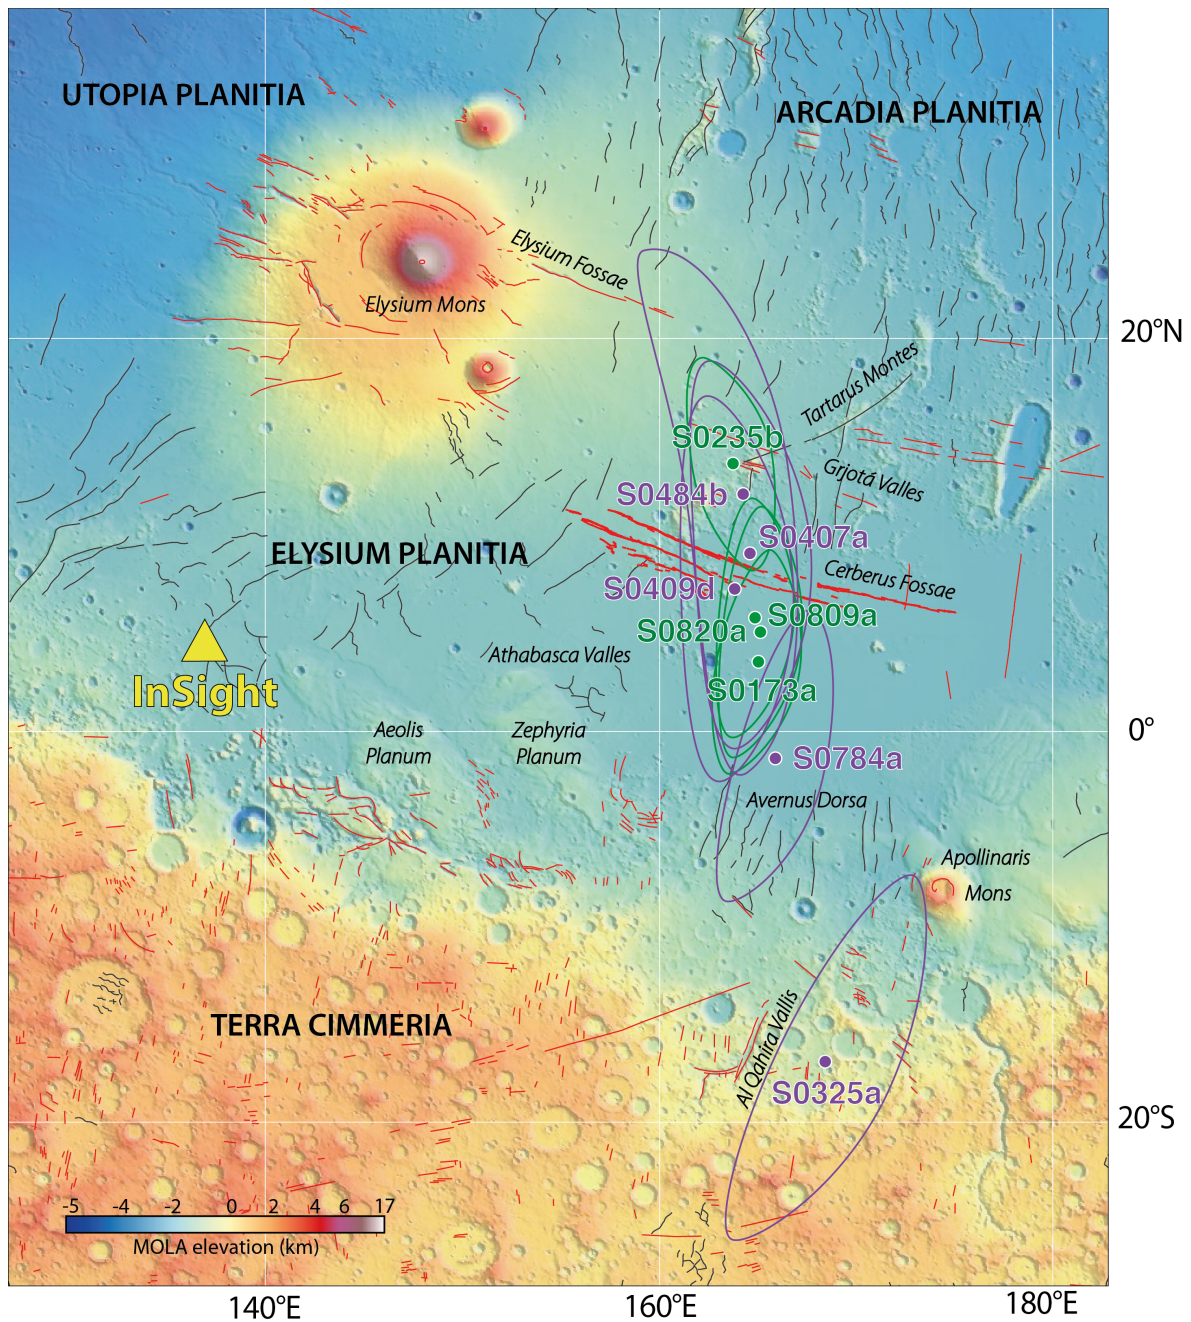 UTOPIA PLANITIA
ARCADIA PLANITIA
Elysium Fossae
Elysium Mons
20°N
Tartarus Montes
S0235b
Grjotá Valles
S0484b
S0407a
ELYSIUM PLANITIA
Cerberus Fossae
S0409d
S0809a
S0820a
Athabasca Valles
InSight
S0173a
Aeolis
Planum
Zephyria
Planum
0°
S0784a
Avernus Dorsa
Apollinaris
Mons
TERRA CIMMERIA
Al Qahira Vallis
S0325a
20°S
-5 -4 -2 0 2 4 6 17
MOLA elevation (km)
140°E 160°E 180°E